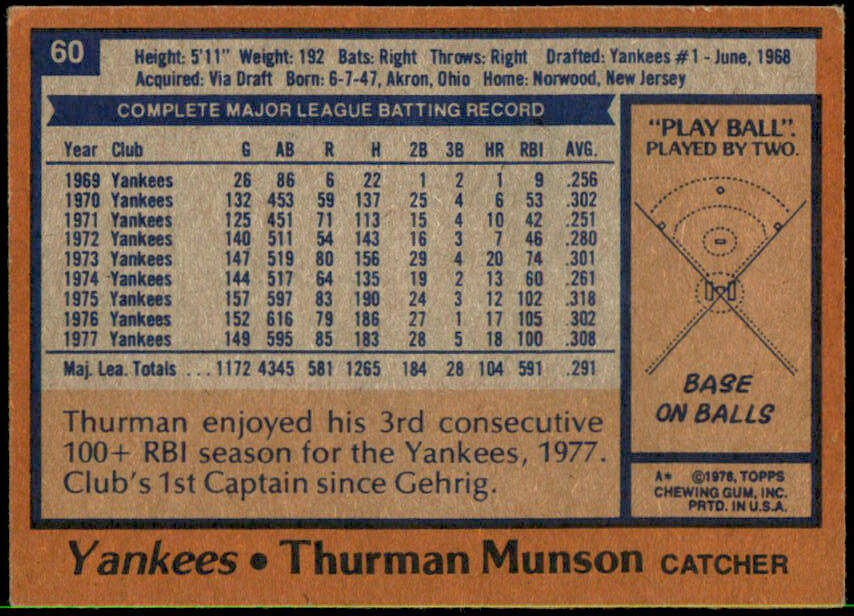 60
Height: 5'11" Weight: 192 Bats: Right Throws: Right Drafted: Yankees #1 - June, 1968
Acquired: Via Draft Born: 6-7-47, Akron, Ohio Home: Norwood, New Jersey
COMPLETE MAJOR LEAGUE BATTING RECORD
Year Club G AB R H 2B 3B HR RBI AVG.
1969 Yankees 26 86 6 22 1 2 1 9 .256
1970 Yankees 132 453 59 137 25 4 6 53 .302
1971 Yankees 125 451 71 113 15 4 10 42 .251
1972 Yankees 140 511 54 143 16 3 7 46 .280
1973 Yankees 147 519 80 156 29 4 20 74 .301
1974 Yankees 144 517 64 135 19 2 13 60 .261
1975 Yankees 157 597 83 190 24 3 12 102 .318
1976 Yankees 152 616 79 186 27 1 17 105 .302
1977 Yankees 149 595 85 183 28 5 18 100 .308
Maj. Lea. Totals ... 1172 4345 581 1265 184 28 104 591 .291
Thurman enjoyed his 3rd consecutive
100+ RBI season for the Yankees, 1977.
Club's 1st Captain since Gehrig.
"PLAY BALL".
PLAYED BY TWO.
BASE
ON BALLS
A* ©1978, TOPPS
CHEWING GUM, INC.
PRTD. IN U.S.A.
Yankees • Thurman Munson CATCHER